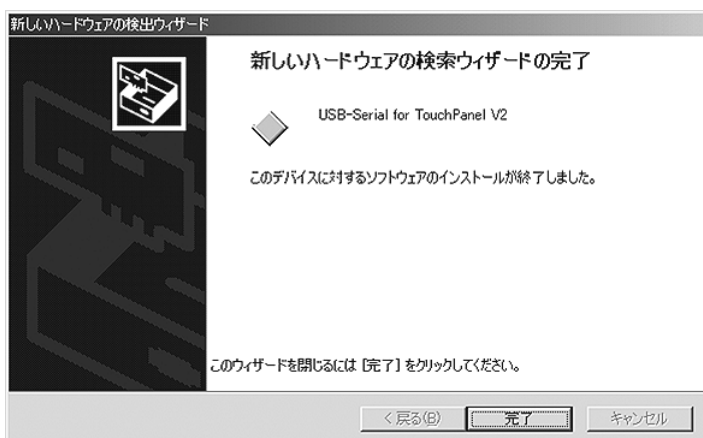 新しいハードウェアの検出ウィザード
新しいハードウェアの検索ウィザードの完了
USB-Serial for TouchPanel V2
このデバイスに対するソフトウェアのインストールが終了しました。
このウィザードを閉じるには [完了] をクリックしてください。
< 戻る(B)
完了
キャンセル